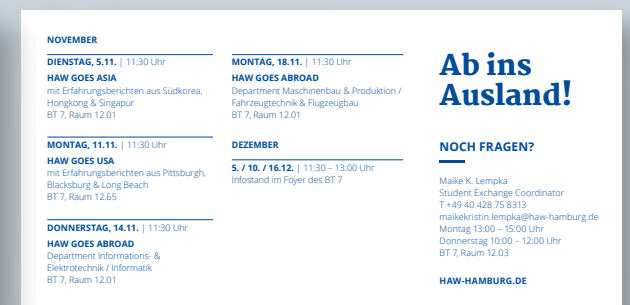 NOVEMBER
DIENSTAG, 5.11. | 11:30 Uhr
HAW GOES ASIA
mit Erfahrungsberichten aus Südkorea,
Hongkong & Singapur
BT 7, Raum 12.01
MONTAG, 11.11. | 11:30 Uhr
HAW GOES USA
mit Erfahrungsberichten aus Pittsburgh,
Blacksburg & Long Beach
BT 7, Raum 12.65
DONNERSTAG, 14.11. | 11:30 Uhr
HAW GOES ABROAD
Department Informations- &
Elektrotechnik / Informatik
BT 7, Raum 12.01
MONTAG, 18.11. | 11:30 Uhr
HAW GOES ABROAD
Department Maschinenbau & Produktion /
Fahrzeugtechnik & Flugzeugbau
BT 7, Raum 12.01
DEZEMBER
5. / 10. / 16.12. | 11:30 – 13:00 Uhr
Infostand im Foyer des BT 7
Ab ins
Ausland!
NOCH FRAGEN?
Maike K. Lempka
Student Exchange Coordinator
T +49 40 428 75 8313
maikekristin.lempka@haw-hamburg.de
Montag 13:00 – 15:00 Uhr
Donnerstag 10:00 – 12:00 Uhr
BT 7, Raum 12.03
HAW-HAMBURG.DE